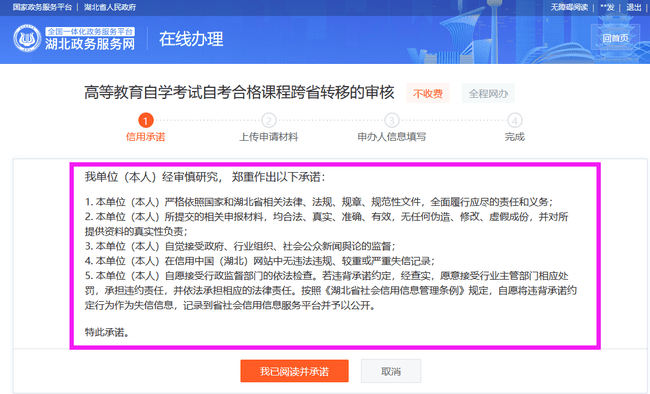 国家政务服务平台 | 湖北省人民政府
无障碍阅读 | **发 | 退出
全国一体化政务服务平台
湖北政务服务网
在线办理
回首页
高等教育自学考试自考合格课程跨省转移的审核
不收费
全程网办
1 2 3 4
信用承诺 上传申请材料 申办人信息填写 完成
我单位（本人）经审慎研究，郑重作出以下承诺：
1. 本单位（本人）严格依照国家和湖北省相关法律、法规、规章、规范性文件，全面履行应尽的责任和义务；
2. 本单位（本人）所提交的相关申报材料，均合法、真实、准确、有效，无任何伪造、修改、虚假成份，并对所
提供资料的真实性负责；
3. 本单位（本人）自觉接受政府、行业组织、社会公众新闻舆论的监督；
4. 本单位（本人）在信用中国（湖北）网站中无违法违规、较重或严重失信记录；
5. 本单位（本人）自愿接受行政监督部门的依法检查。若违背承诺约定，经查实，愿意接受行业主管部门相应处
罚，承担违约责任，并依法承担相应的法律责任。按照《湖北省社会信用信息管理条例》规定，自愿将违背承诺约
定行为作为失信信息，记录到省社会信用信息服务平台并予以公开。
特此承诺。
我已阅读并承诺
取消